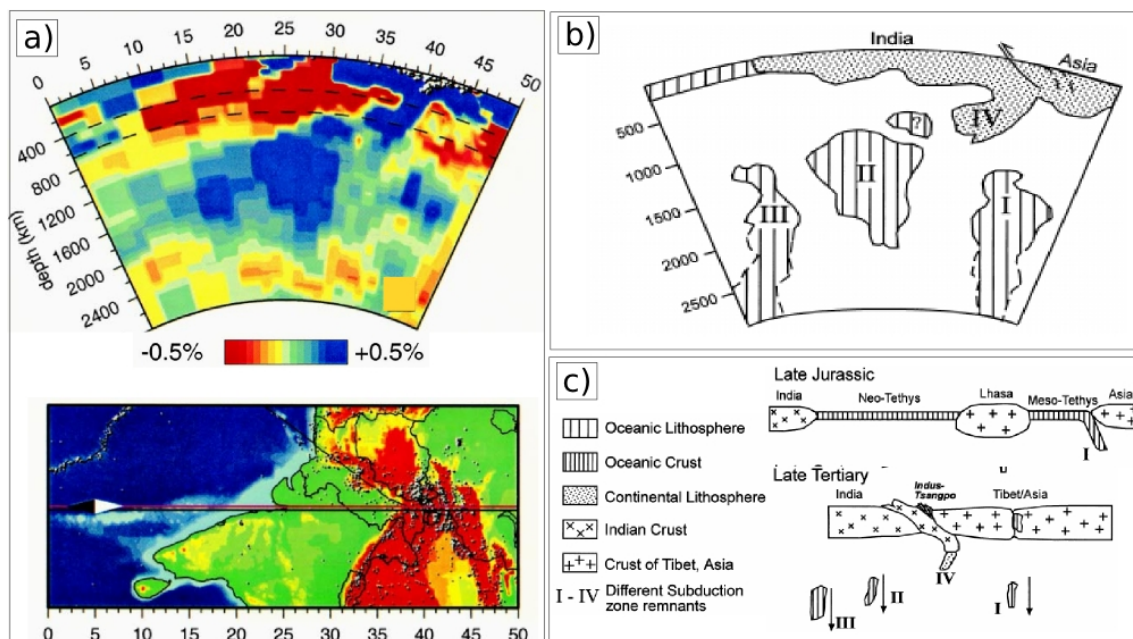 a)
0 5 10 15 20 25 30 35 40 45 50
400
800
1200
1600
2000
2400
depth (km)
-0.5% +0.5%
0 5 10 15 20 25 30 35 40 45 50
b)
India
Asia
500
1000
1500
2000
2500
?
IV
II
III
I
c)
Oceanic Lithosphere
Oceanic Crust
Continental Lithosphere
Indian Crust
Crust of Tibet, Asia
I - IV Different Subduction
zone remnants
Late Jurassic
India Neo-Tethys Lhasa Meso-Tethys Asia
I
Late Tertiary
India Indus-
Tsangpo Tibet/Asia
IV
III II I